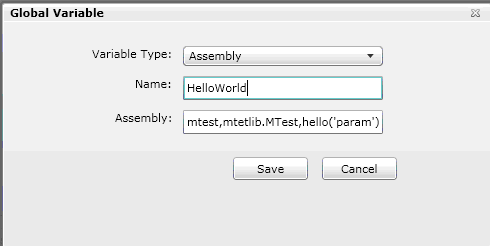 Global Variable
Variable Type: Assembly
Name: HelloWorld
Assembly: mtest,mtetlib.MTest,hello('param')
Save Cancel